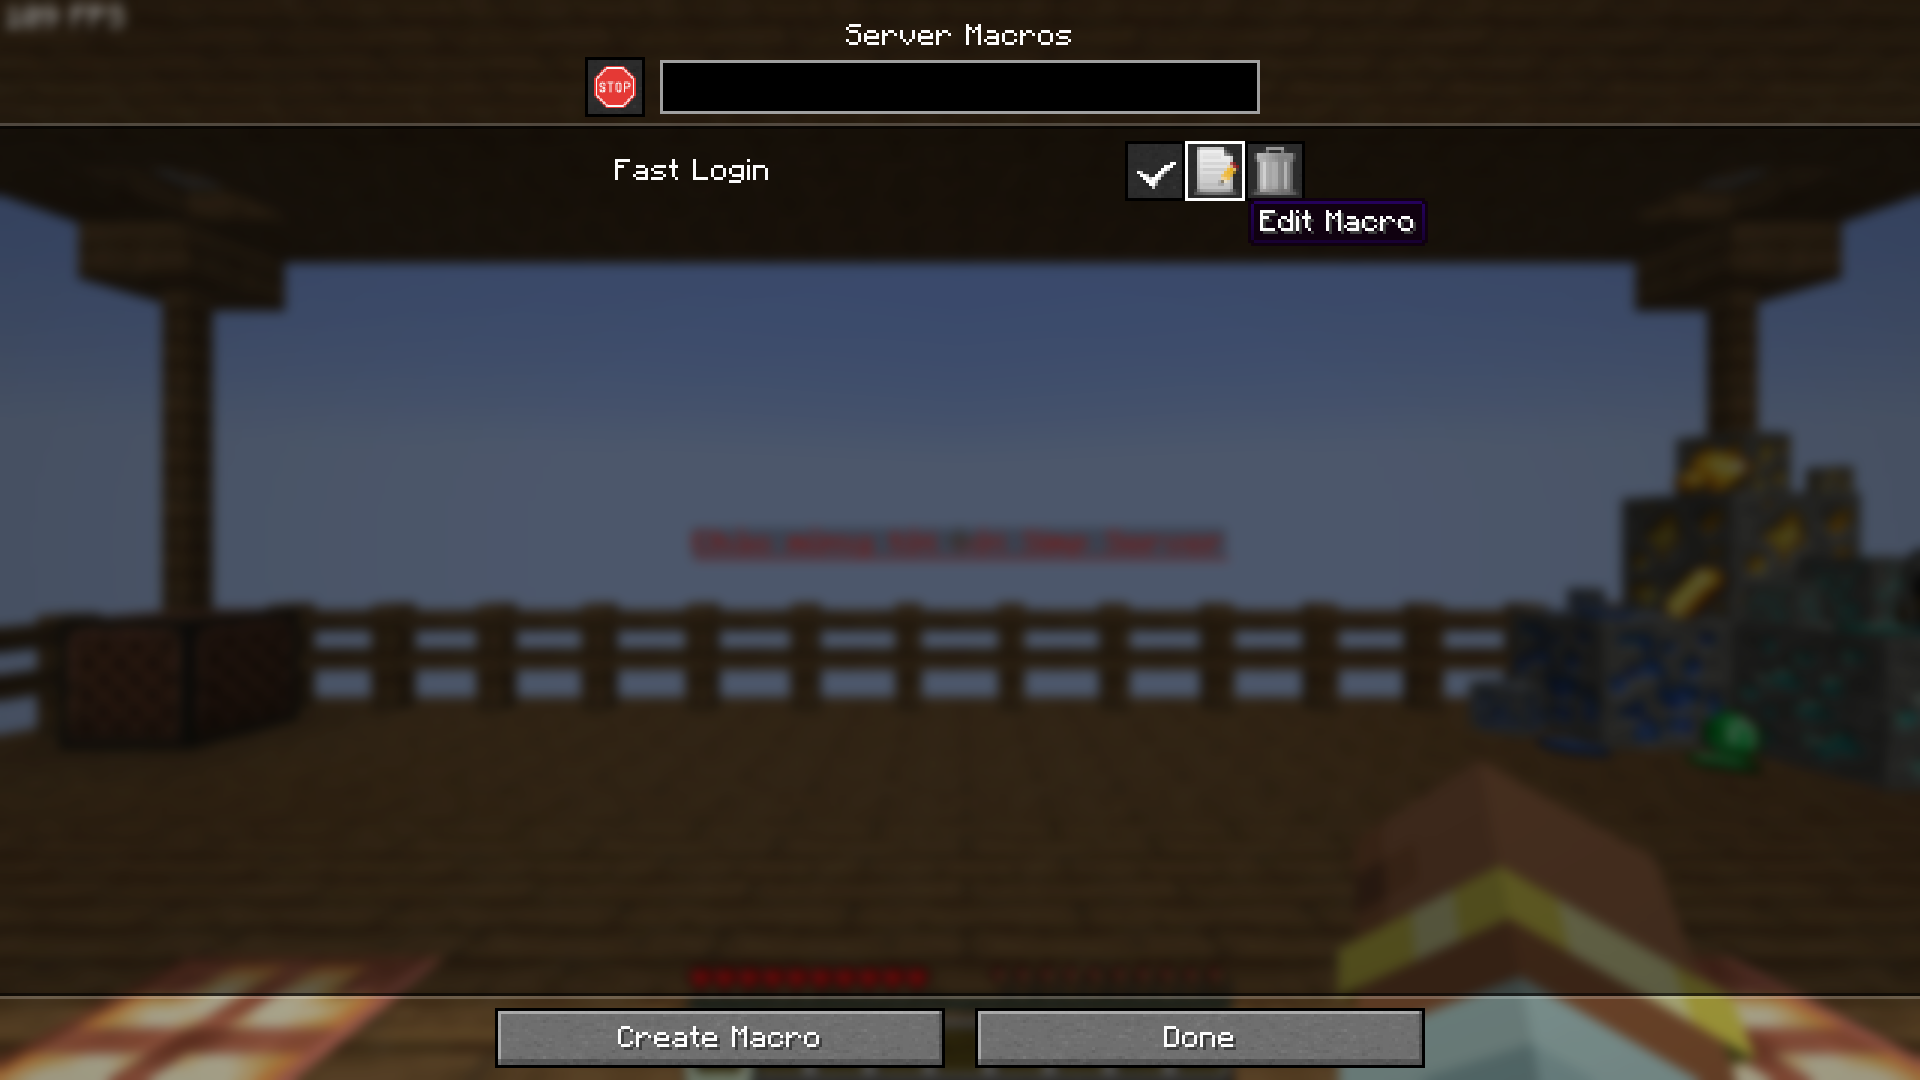 Server Macros
STOP
Fast Login
Edit Macro
Create Macro
Done